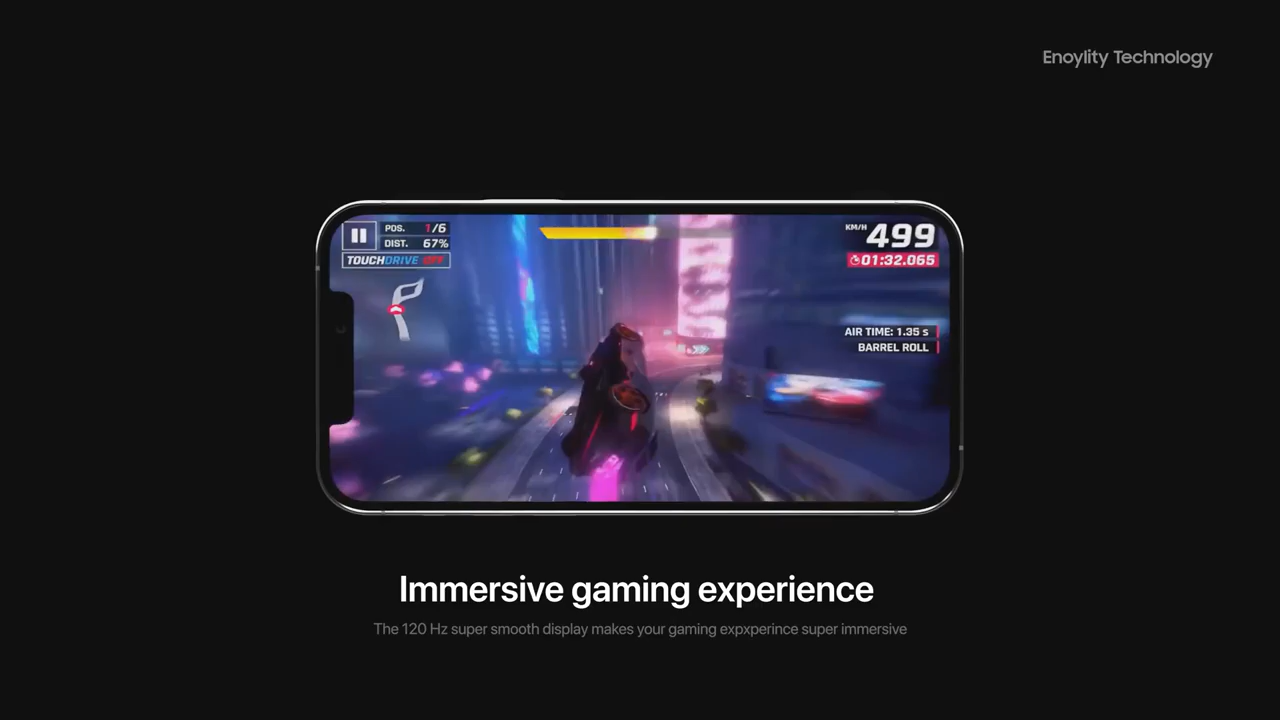 Enoylity Technology
POS. 1/6
DIST. 67%
TOUCHDRIVE OFF
KM/H 499
01:32.065
AIR TIME: 1.35 s
BARREL ROLL
Immersive gaming experience
The 120 Hz super smooth display makes your gaming expxperince super immersive